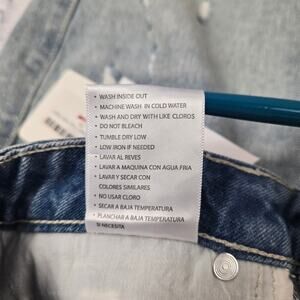 • WASH INSIDE OUT
• MACHINE WASH IN COLD WATER
• WASH AND DRY WITH LIKE CLOROS
• DO NOT BLEACH
• TUMBLE DRY LOW
• LOW IRON IF NEEDED
• LAVAR AL REVES
• LAVAR A MAQUINA CON AGUA FRIA
• LAVAR Y SECAR CON
COLORES SIMILARES
• NO USAR CLORO
• SECAR A BAJA TEMPERATURA
• PLANCHAR A BAJA TEMPERATURA
SI NECESITA